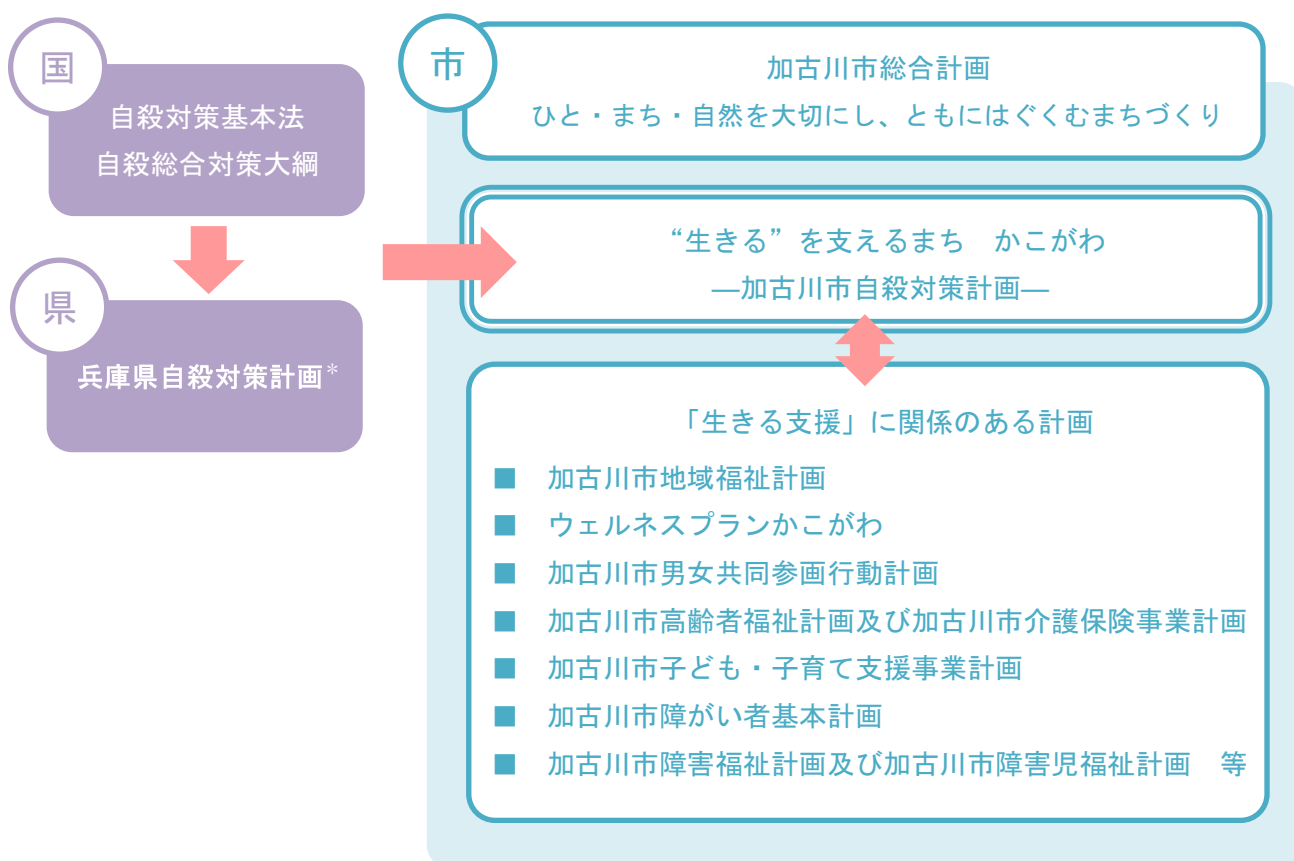 国
自殺対策基本法
自殺総合対策大綱
県
兵庫県自殺対策計画*
市
加古川市総合計画
ひと・まち・自然を大切にし、ともにはぐくむまちづくり
“生きる”を支えるまち　かこがわ
―加古川市自殺対策計画―
「生きる支援」に関係のある計画
■　加古川市地域福祉計画
■　ウェルネスプランかこがわ
■　加古川市男女共同参画行動計画
■　加古川市高齢者福祉計画及び加古川市介護保険事業計画
■　加古川市子ども・子育て支援事業計画
■　加古川市障がい者基本計画
■　加古川市障害福祉計画及び加古川市障害児福祉計画　等